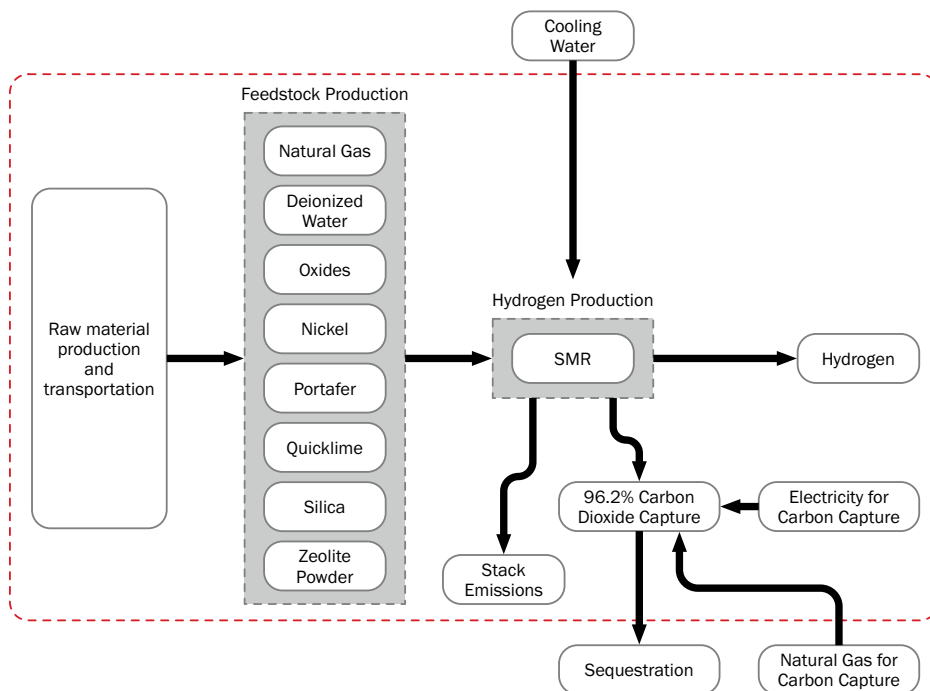 Cooling
Water
Feedstock Production
Natural Gas
Deionized
Water
Oxides
Nickel
Portafer
Quicklime
Silica
Zeolite
Powder
Raw material
production
and
transportation
Hydrogen Production
SMR
Hydrogen
96.2% Carbon
Dioxide Capture
Electricity for
Carbon Capture
Stack
Emissions
Sequestration
Natural Gas for
Carbon Capture